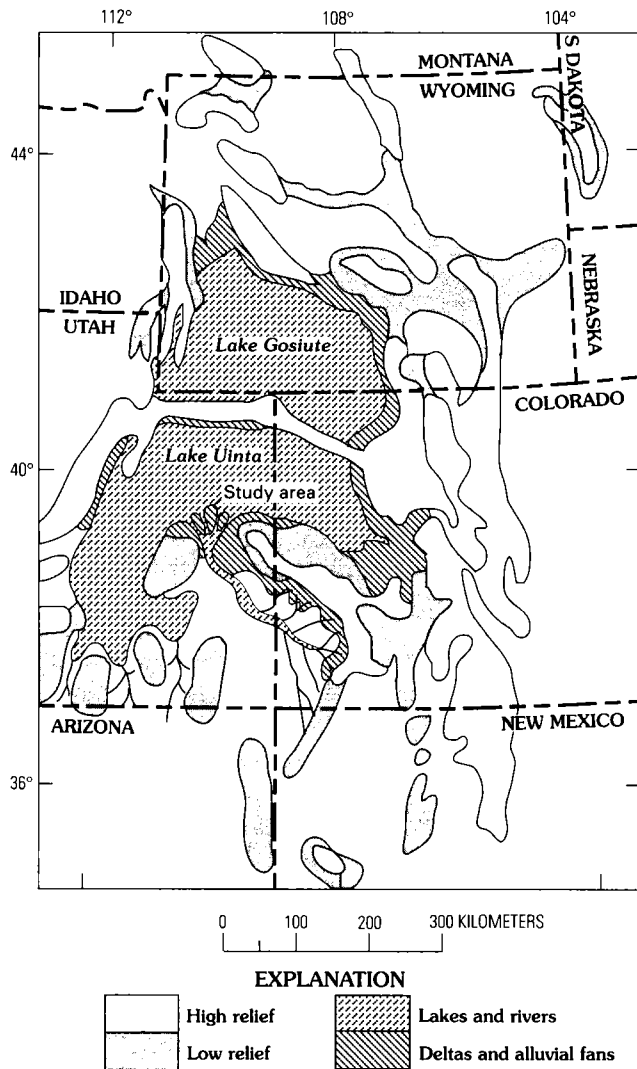 112° 108° 104°
MONTANA
WYOMING
S DAKOTA
44°
NEBRASKA
IDAHO
UTAH
Lake Gosiute
COLORADO
40°
Lake Uinta
Study area
ARIZONA
NEW MEXICO
36°
0 100 200 300 KILOMETERS
EXPLANATION
High relief
Lakes and rivers
Low relief
Deltas and alluvial fans